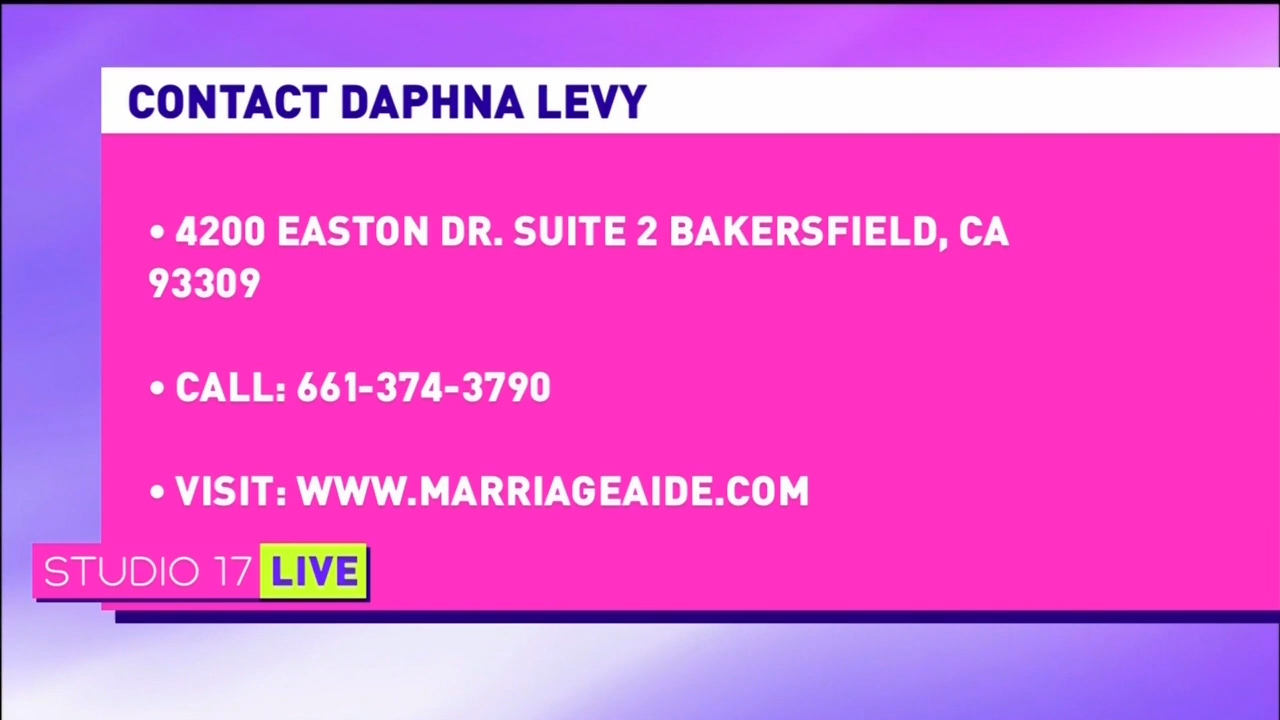 CONTACT DAPHNA LEVY
• 4200 EASTON DR. SUITE 2 BAKERSFIELD, CA
93309
• CALL: 661-374-3790
• VISIT: WWW.MARRIAGEAIDE.COM
STUDIO 17 LIVE